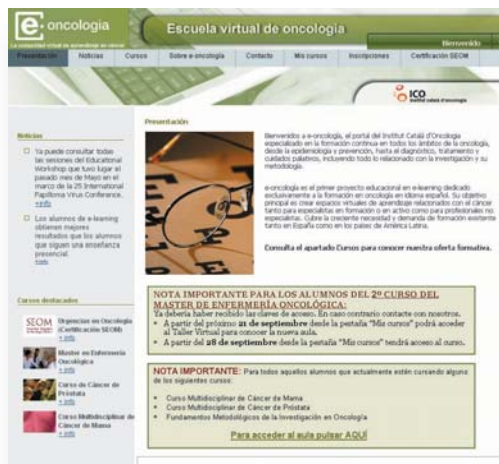 e: oncologia
La comunidad virtual de aprendizaje en cáncer
Escuela virtual de oncología
Bienvenido
Presentación Noticias Cursos Sobre e-oncología Contacto Mis cursos Inscripciones Certificación SEOM
ICO
Institut Català d'Oncologia
Noticias
Ya puede consultar todas
las sesiones del Educational
Workshop que tuvo lugar el
pasado mes de Mayo en el
marco de la 25 International
Papilloma Virus Conference.
+info
Los alumnos de e-learning
obtienen mejores
resultados que los alumnos
que siguen una enseñanza
presencial.
+info
Cursos destacados
SEOM
Urgencias en Oncología
(Certificación SEOM)
+ info
Master en Enfermería
Oncológica
+ info
Curso de Cáncer de
Próstata
+ info
Curso Multidisciplinar de
Cáncer de Mama
+ info
Presentación
Bienvenidos a e-oncología, el portal del Institut Català d'Oncologia
especializado en la formación continua en todos los ámbitos de la oncología,
desde la epidemiología y prevención, hasta el diagnóstico, tratamiento y
cuidados paliativos, incluyendo todo lo relacionado con la investigación y su
metodología.
e-oncología es el primer proyecto educacional en e-learning dedicado
exclusivamente a la formación en oncología en idioma español. Su objetivo
principal es crear espacios virtuales de aprendizaje relacionados con el cáncer
tanto para especialistas en formación o en activo como para profesionales no
especialistas. Cubre la creciente necesidad y demanda de formación existente
tanto en España como en los países de América Latina.
Consulta el apartado Cursos para conocer nuestra oferta formativa.
NOTA IMPORTANTE PARA LOS ALUMNOS DEL 2º CURSO DEL
MASTER DE ENFERMERÍA ONCOLÓGICA:
Ya debería haber recibido las claves de acceso. En caso contrario contacte con nosotros.
• A partir del próximo 21 de septiembre desde la pestaña "Mis cursos" podrá acceder
al Taller Virtual para conocer la nueva aula.
• A partir del 28 de septiembre desde la pestaña "Mis cursos" tendrá acceso al curso.
NOTA IMPORTANTE: Para todos aquellos alumnos que actualmente estén cursando alguno
de los siguientes cursos:
• Curso Multidisciplinar de Cáncer de Mama
• Curso Multidisciplinar de Cáncer de Próstata
• Fundamentos Metodológicos de la Investigación en Oncología
Para acceder al aula pulsar AQUÍ